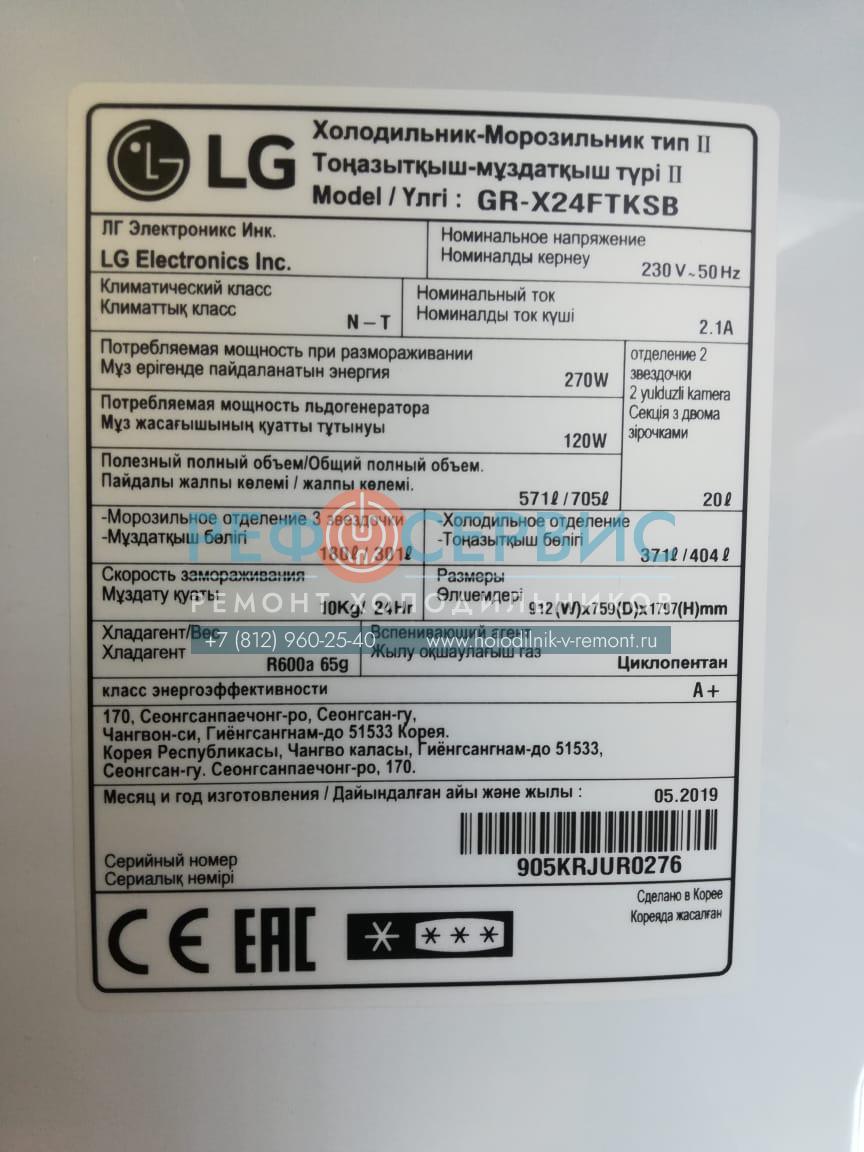 LG
Холодильник-Морозильник тип II
Тоңазытқыш-мұздатқыш түрі II
Model / Үлгі : GR-X24FTKSB
ЛГ Электроникс Инк.
LG Electronics Inc.
Номинальное напряжение
Номиналды кернеу
230 V~50 Hz
Климатический класс
Климаттық класс
N – T
Номинальный ток
Номиналды ток күші
2.1A
Потребляемая мощность при размораживании
Мұз ерігенде пайдаланатын энергия
270W
Потребляемая мощность льдогенератора
Мұз жасағышының қуатты тұтынуы
120W
отделение 2
звездочки
2 yulduzli kamera
Секція з двома
зірочками
20ℓ
Полезный полный объем/Общий полный объем.
Пайдалы жалпы көлемі / жалпы көлемі.
571ℓ / 705ℓ
-Морозильное отделение 3 звездочки
-Мұздатқыш бөлігі
180ℓ / 301ℓ
-Холодильное отделение
-Тоңазытқыш бөлігі
371ℓ / 404ℓ
РЕФ СЕРВИС
Скорость замораживания
Мұздату қуаты
10Kg/ 24Hr
Размеры
Өлшемдері
912 (W)x759(D)x1797(H)mm
РЕМОНТ ХОЛОДИЛЬНИКОВ
Хладагент/Вес
Хладагент
R600a 65g
Вспенивающий агент
Жылу оқшаулағыш газ
Циклопентан
+7 (812) 960-25-40
www.holodilnik-v-remont.ru
класс энергоэффективности
A+
170, Сеонгсанпаечонг-ро, Сеонгсан-гу,
Чангвон-си, Гиёнгсангнам-до 51533 Корея.
Корея Республикасы, Чангво каласы, Гиёнгсангнам-до 51533,
Сеонгсан-гу. Сеонгсанпаечонг-ро, 170.
Месяц и год изготовления / Дайындалған айы және жылы :
05.2019
Серийный номер
Сериалық нөмірі
905KRJUR0276
Сделано в Корее
Кореяда жасалған
CE EAC